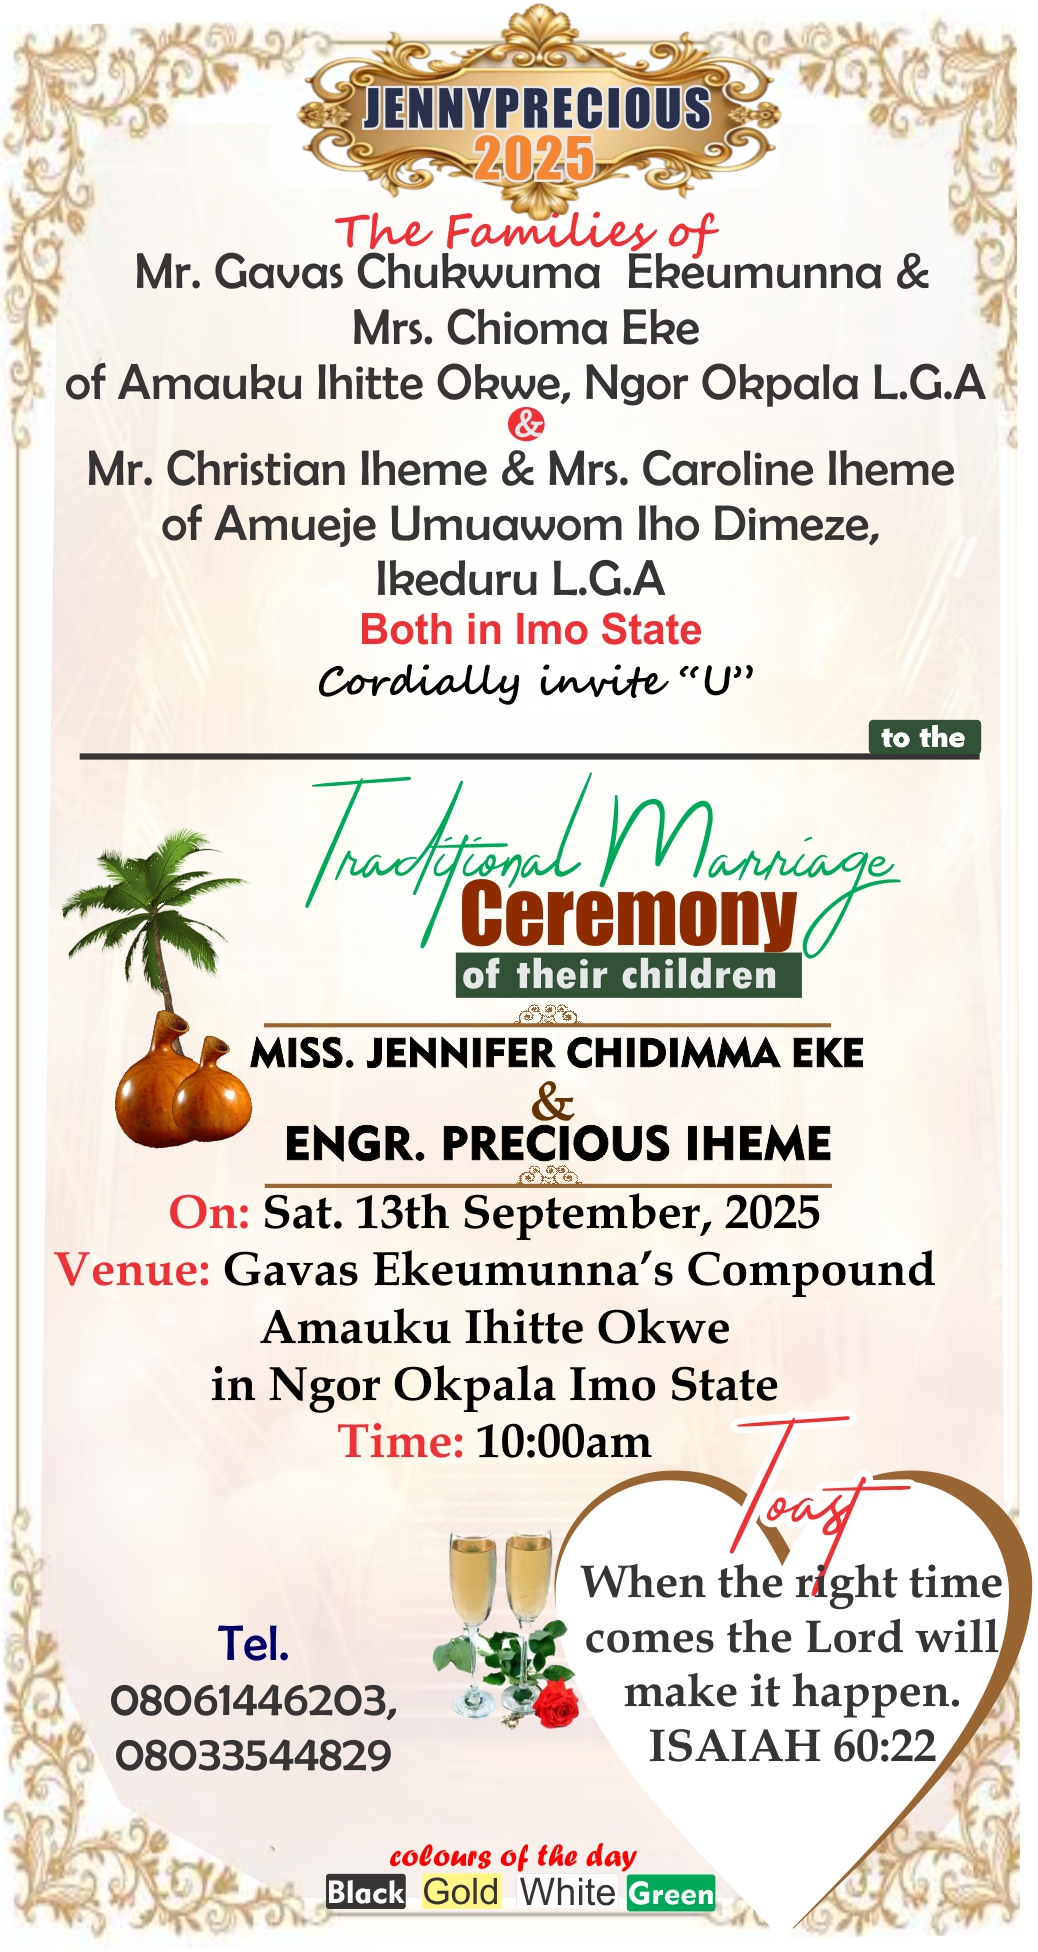 JENNYPRECIOUS
2025
The Families of
Mr. Gavas Chukwuma Ekeumunna &
Mrs. Chioma Eke
of Amauku Ihitte Okwe, Ngor Okpala L.G.A
&
Mr. Christian Iheme & Mrs. Caroline Iheme
of Amueje Umuawom Iho Dimeze,
Ikeduru L.G.A
Both in Imo State
Cordially invite “U”
to the
Traditional Marriage
Ceremony
of their children
MISS. JENNIFER CHIDIMMA EKE
&
ENGR. PRECIOUS IHEME
On: Sat. 13th September, 2025
Venue: Gavas Ekeumunna’s Compound
Amauku Ihitte Okwe
in Ngor Okpala Imo State
Time: 10:00am
Toast
When the right time
comes the Lord will
make it happen.
ISAIAH 60:22
Tel.
08061446203,
08033544829
colours of the day
Black Gold White Green